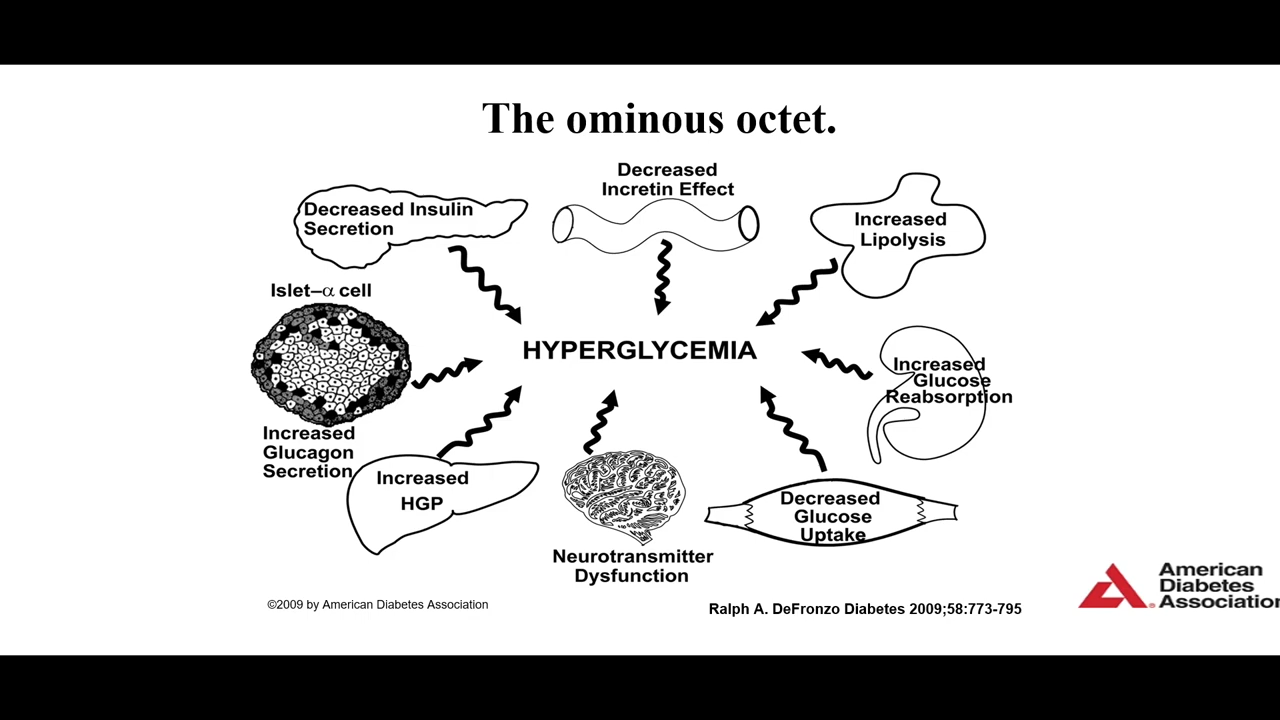 The ominous octet.
Decreased
Incretin Effect
Decreased Insulin
Secretion
Increased
Lipolysis
Islet–α cell
HYPERGLYCEMIA
Increased
Glucose
Reabsorption
Increased
Glucagon
Secretion
Increased
HGP
Decreased
Glucose
Uptake
Neurotransmitter
Dysfunction
©2009 by American Diabetes Association
Ralph A. DeFronzo Diabetes 2009;58:773-795
American
Diabetes
Association